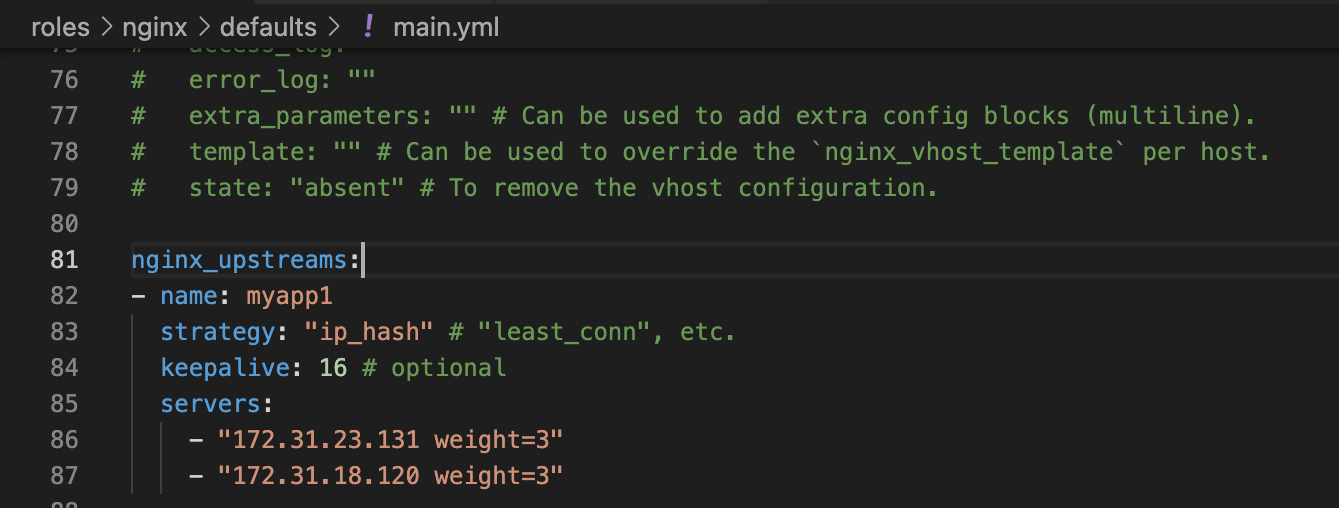 roles > nginx > defaults > ! main.yml
75 # access_log:
76 #   error_log: ""
77 #   extra_parameters: "" # Can be used to add extra config blocks (multiline).
78 #   template: "" # Can be used to override the `nginx_vhost_template` per host.
79 #   state: "absent" # To remove the vhost configuration.
80
81 nginx_upstreams:
82 - name: myapp1
83   strategy: "ip_hash" # "least_conn", etc.
84   keepalive: 16 # optional
85   servers:
86     - "172.31.23.131 weight=3"
87     - "172.31.18.120 weight=3"
88